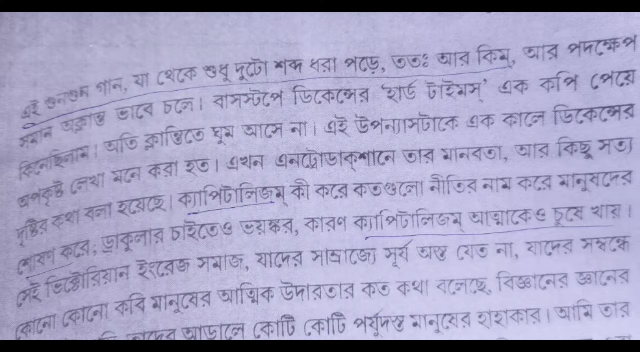 এই গুনগুন গান, যা থেকে শুধু দুটো শব্দ ধরা পড়ে, ততঃ আর কিম্, আর পদক্ষেপ
সমান অক্লান্ত ভাবে চলে। বাসস্টপে ডিকেন্সের 'হার্ড টাইমস্' এক কপি পেয়ে
কিনেছিলাম। অতি ক্লান্তিতে ঘুম আসে না। এই উপন্যাসটাকে এক কালে ডিকেন্সের
অপকৃষ্ট লেখা মনে করা হত। এখন তার মানবতা, আর কিছু সত্য
দৃষ্টির কথা বলা হয়েছে। ক্যাপিটালিজম্ কী করে কতগুলো নীতির নাম করে মানুষদের
শোষণ করে, ড্রাকুলার চাইতেও ভয়ঙ্কর, কারণ ক্যাপিটালিজম্ আত্মাকেও চুষে খায়।
সেই ভিক্টোরিয়ান ইংরেজ সমাজ, যাদের সাম্রাজ্যে সূর্য অস্ত যেত না, যাদের সম্বন্ধে
কোনো কোনো কবি মানুষের আত্মিক উদারতার কত কথা বলেছে, বিজ্ঞানের জ্ঞানের
আড়ালে কোটি কোটি পর্যুদস্ত মানুষের হাহাকার। আমি তার